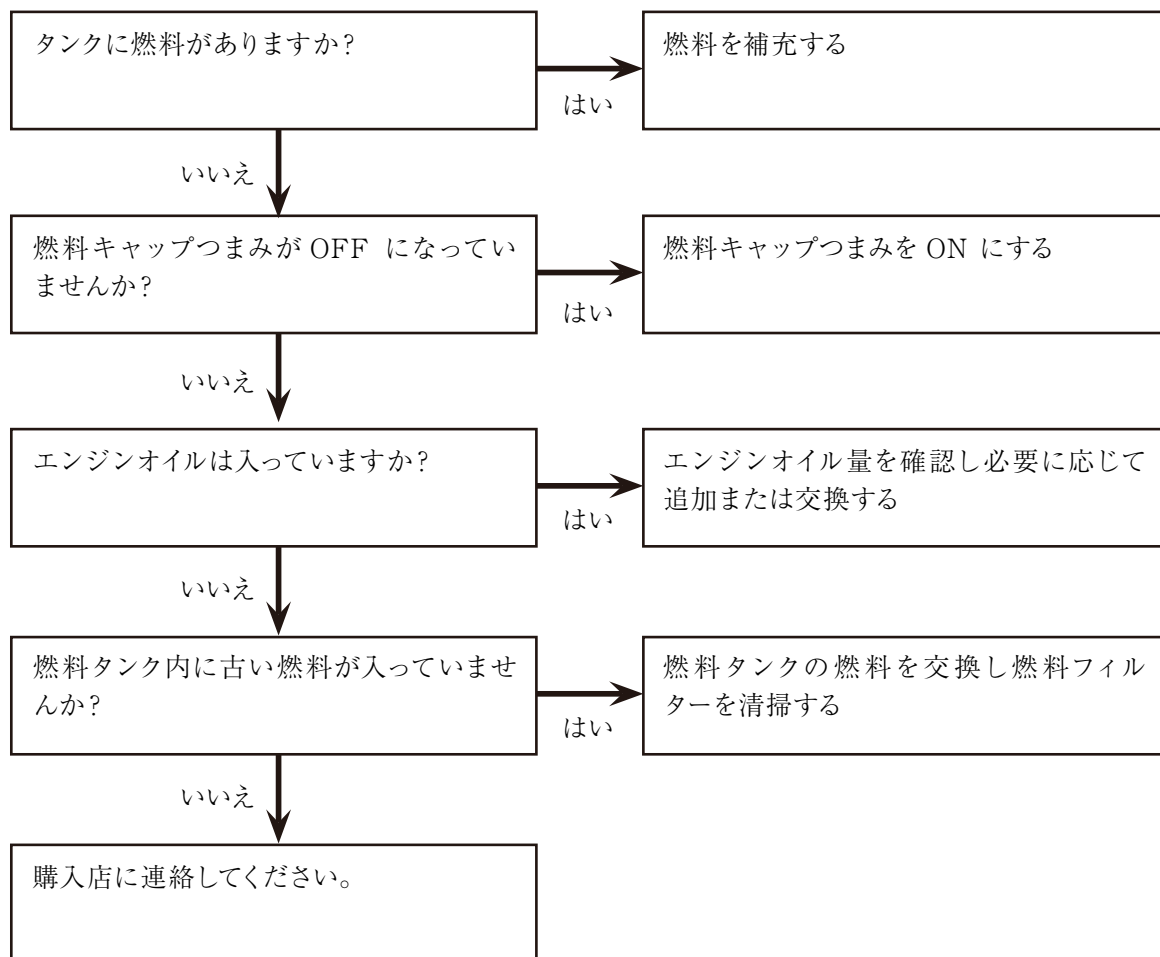 タンクに燃料がありますか?
燃料を補充する
はい
いいえ
燃料キャップつまみが OFF になってい
ませんか?
燃料キャップつまみを ON にする
はい
いいえ
エンジンオイルは入っていますか?
エンジンオイル量を確認し必要に応じて
追加または交換する
はい
いいえ
燃料タンク内に古い燃料が入っていませ
んか?
燃料タンクの燃料を交換し燃料フィル
ターを清掃する
はい
いいえ
購入店に連絡してください。